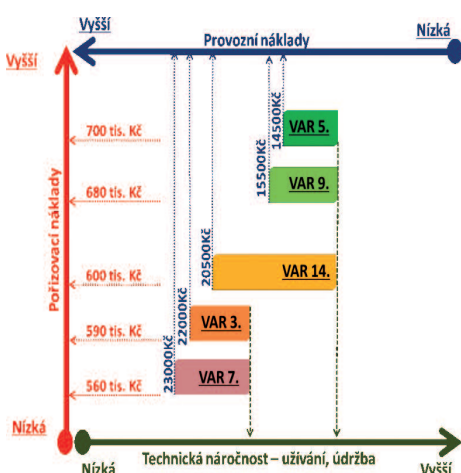 Vyšší
Provozní náklady
Nízká
Vyšší
Pořizovací náklady
700 tis. Kč
14500Kč
VAR 5.
680 tis. Kč
15500Kč
VAR 9.
600 tis. Kč
20500Kč
VAR 14.
590 tis. Kč
22000Kč
VAR 3.
560 tis. Kč
23000Kč
VAR 7.
Nízká
Nízká
Technická náročnost – užívání, údržba
Vyšší